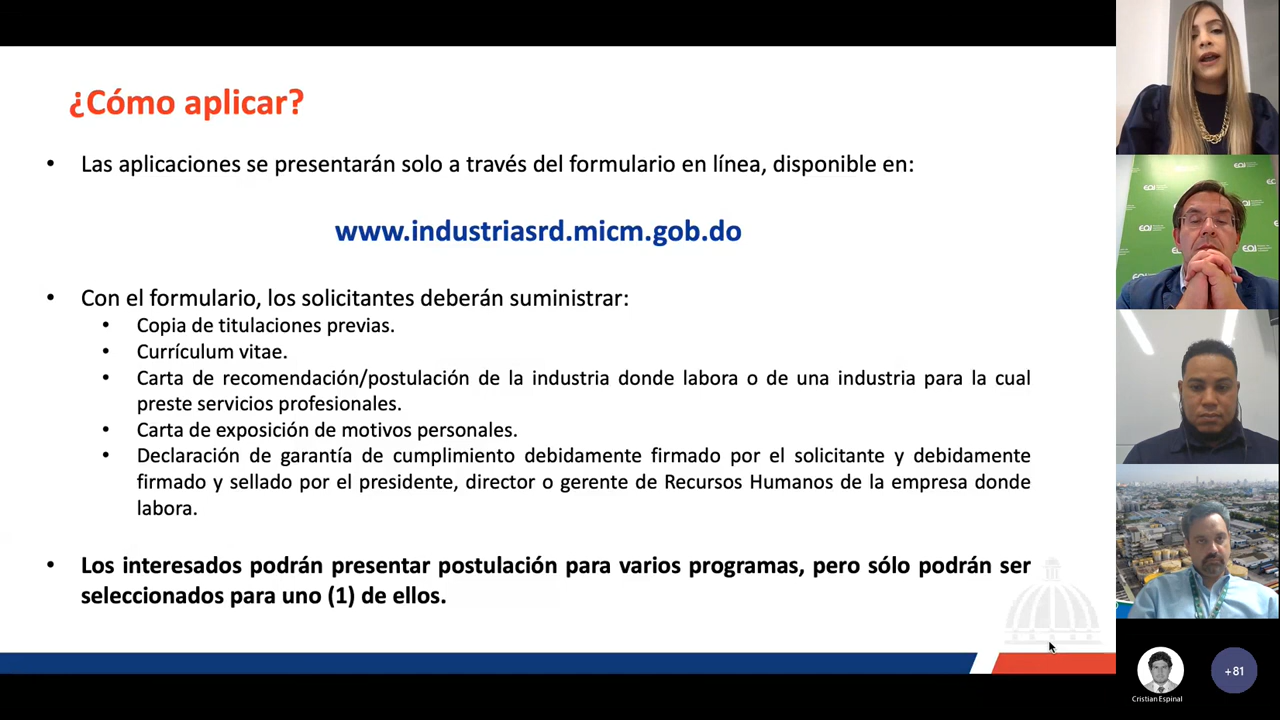 ¿Cómo aplicar?
• Las aplicaciones se presentarán solo a través del formulario en línea, disponible en:
www.industriasrd.micm.gob.do
• Con el formulario, los solicitantes deberán suministrar:
• Copia de titulaciones previas.
• Currículum vitae.
• Carta de recomendación/postulación de la industria donde labora o de una industria para la cual
preste servicios profesionales.
• Carta de exposición de motivos personales.
• Declaración de garantía de cumplimiento debidamente firmado por el solicitante y debidamente
firmado y sellado por el presidente, director o gerente de Recursos Humanos de la empresa donde
labora.
• Los interesados podrán presentar postulación para varios programas, pero sólo podrán ser
seleccionados para uno (1) de ellos.
EOI
EOI
EOI
EOI
Cristian Espinal
+81